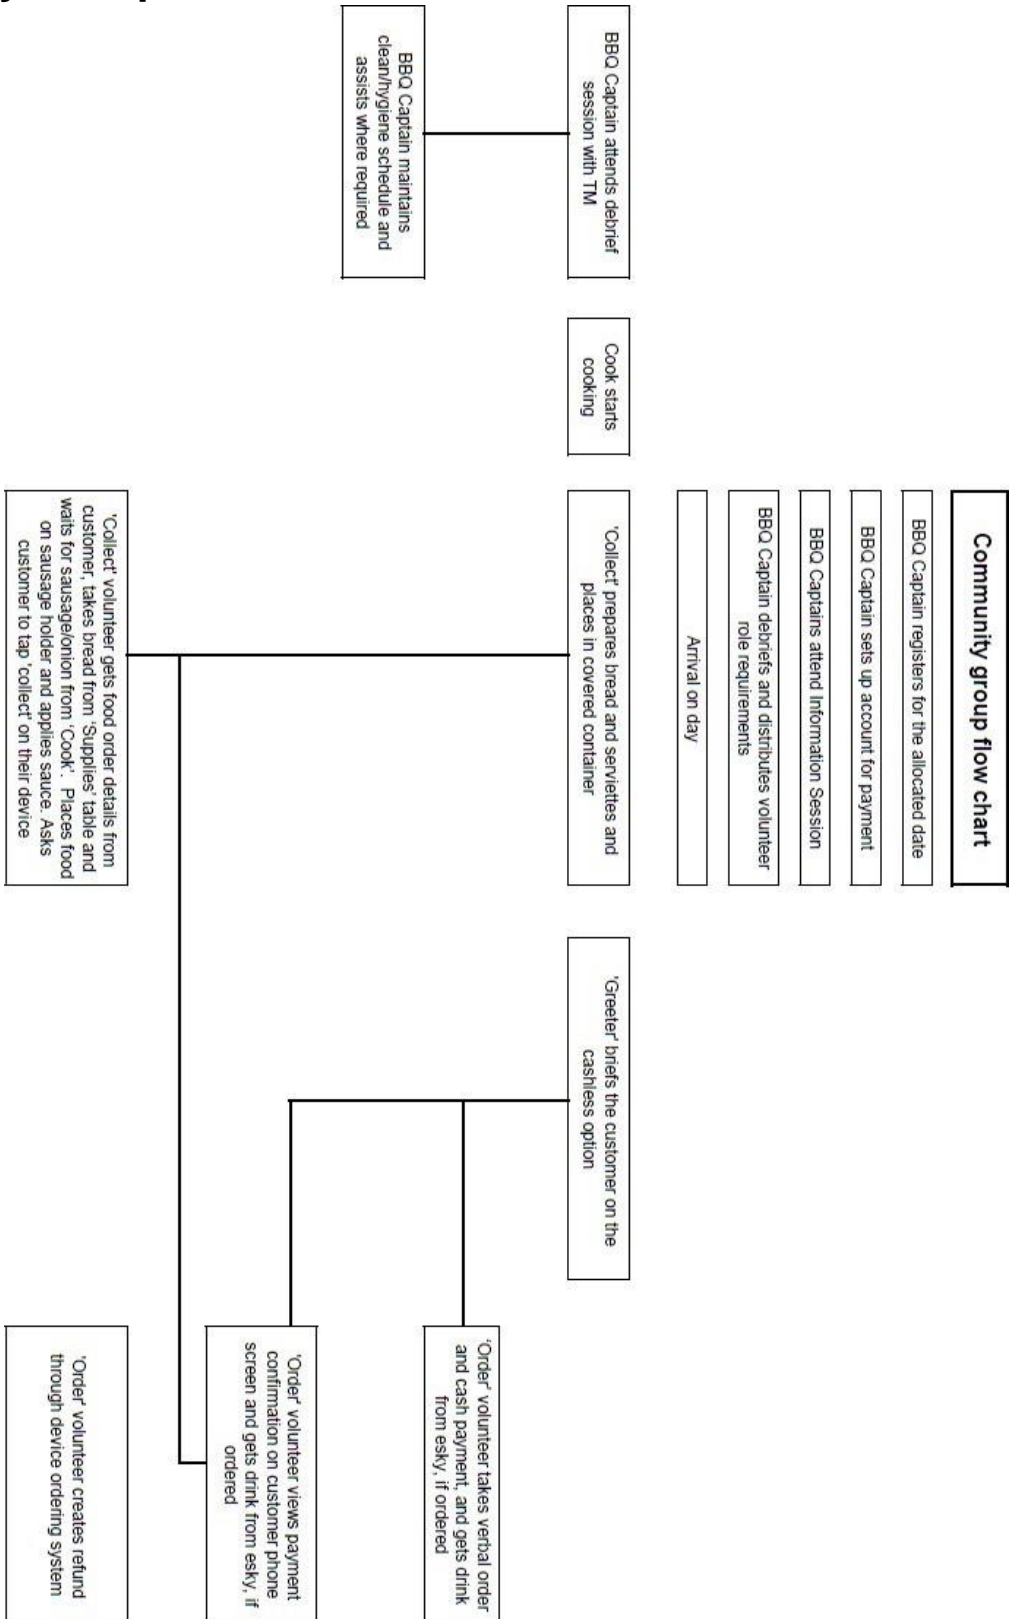 Community group flow chart
BBQ Captain registers for the allocated date
BBQ Captain sets up account for payment
BBQ Captains attend Information Session
BBQ Captain debriefs and distributes volunteer
role requirements
Arrival on day
BBQ Captain attends debrief
session with TM
Cook starts
cooking
'Collect' prepares bread and serviettes and
places in covered container
'Greeter' briefs the customer on the
cashless option
'Order' volunteer takes verbal order
and cash payment, and gets drink
from esky, if ordered
BBQ Captain maintains
clean/hygiene schedule and
assists where required
'Order' volunteer views payment
confirmation on customer phone
screen and gets drink from esky, if
ordered
'Collect' volunteer gets food order details from
customer, takes bread from 'Supplies' table and
waits for sausage/onion from 'Cook'. Places food
on sausage holder and applies sauce. Asks
customer to tap 'collect' on their device
'Order' volunteer creates refund
through device ordering system